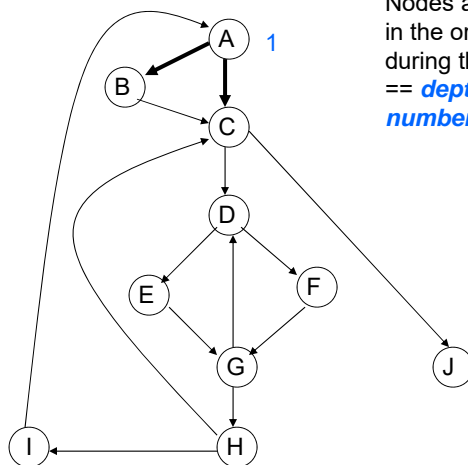 Nodes a
in the or
during th
== dept
number
A 1
B
C
D
E F
G
J
I H